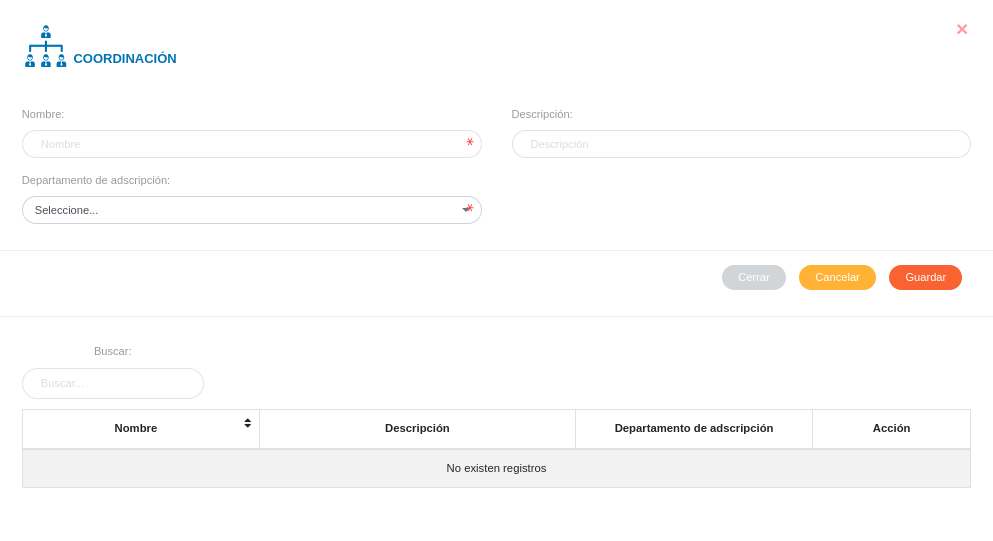 COORDINACIÓN
Nombre: Descripción:
Nombre * Descripción
Departamento de adscripción:
Seleccione... *
Cerrar Cancelar Guardar
Buscar:
Buscar...
Nombre Descripción Departamento de adscripción Acción
No existen registros